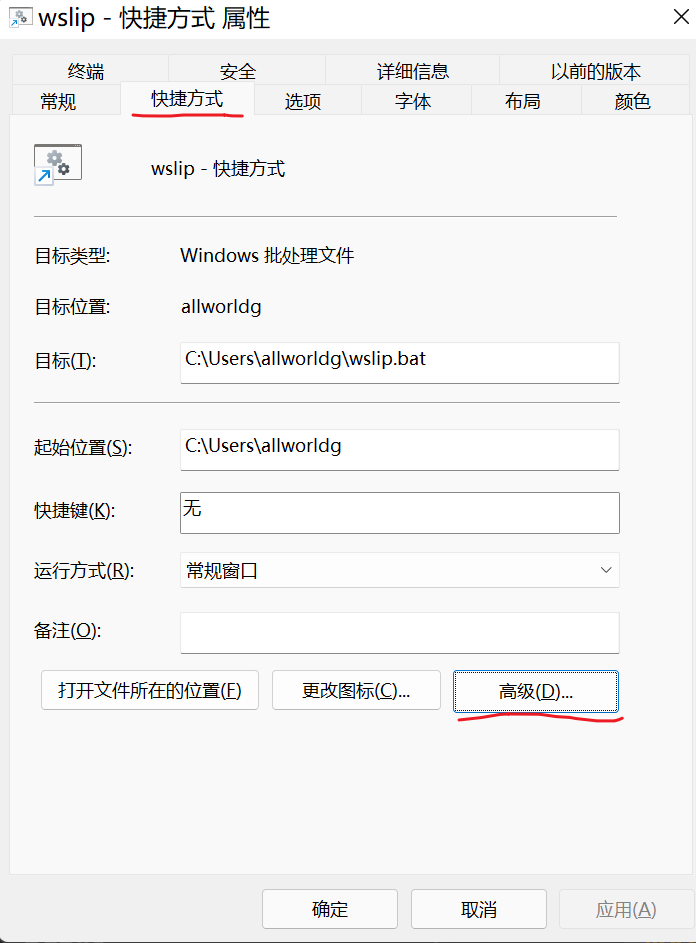 wslip - 快捷方式 属性
终端 安全 详细信息 以前的版本
常规 快捷方式 选项 字体 布局 颜色
wslip - 快捷方式
目标类型: Windows 批处理文件
目标位置: allworldg
目标(T): C:\Users\allworldg\wslip.bat
起始位置(S): C:\Users\allworldg
快捷键(K): 无
运行方式(R): 常规窗口
备注(O):
打开文件所在的位置(F) 更改图标(C)... 高级(D)...
确定 取消 应用(A)